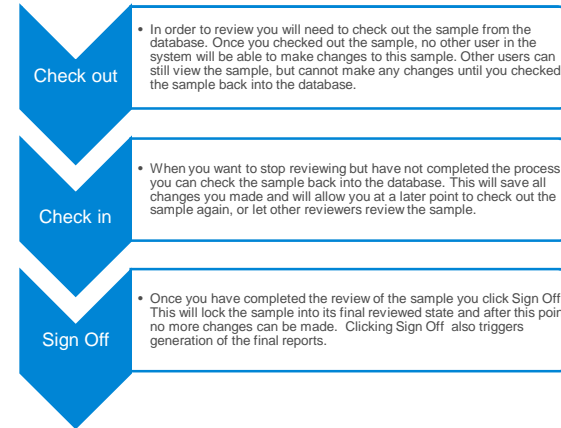 Check out
• In order to review you will need to check out the sample from the
database. Once you checked out the sample, no other user in the
system will be able to make changes to this sample. Other users can
still view the sample, but cannot make any changes until you checked
the sample back into the database.
Check in
• When you want to stop reviewing but have not completed the process
you can check the sample back into the database. This will save all
changes you made and will allow you at a later point to check out the
sample again, or let other reviewers review the sample.
Sign Off
• Once you have completed the review of the sample you click Sign Off
This will lock the sample into its final reviewed state and after this poin
no more changes can be made. Clicking Sign Off also triggers
generation of the final reports.